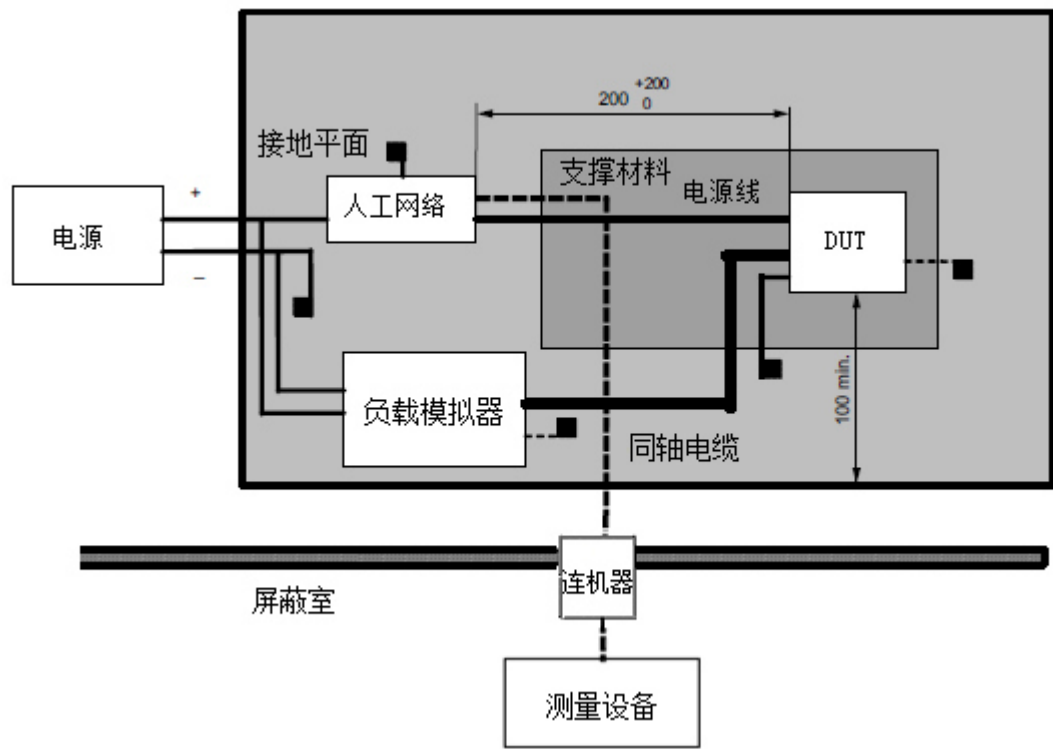 +200
200 0
接地平面
支撑材料
电源线
+
人工网络
电源
DUT
−
100 min.
负载模拟器
同轴电缆
连机器
屏蔽室
测量设备